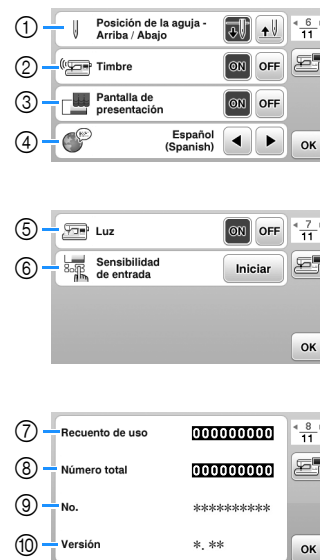 ① Posición de la aguja -
Arriba / Abajo
6
11
② Timbre ON OFF
③ Pantalla de
presentación ON OFF
④ Español
(Spanish)
OK
⑤ Luz ON OFF
7
11
⑥ Sensibilidad
de entrada Iniciar
OK
⑦ Recuento de uso 000000000
8
11
⑧ Número total 000000000
⑨ No. **********
⑩ Versión *.**
OK